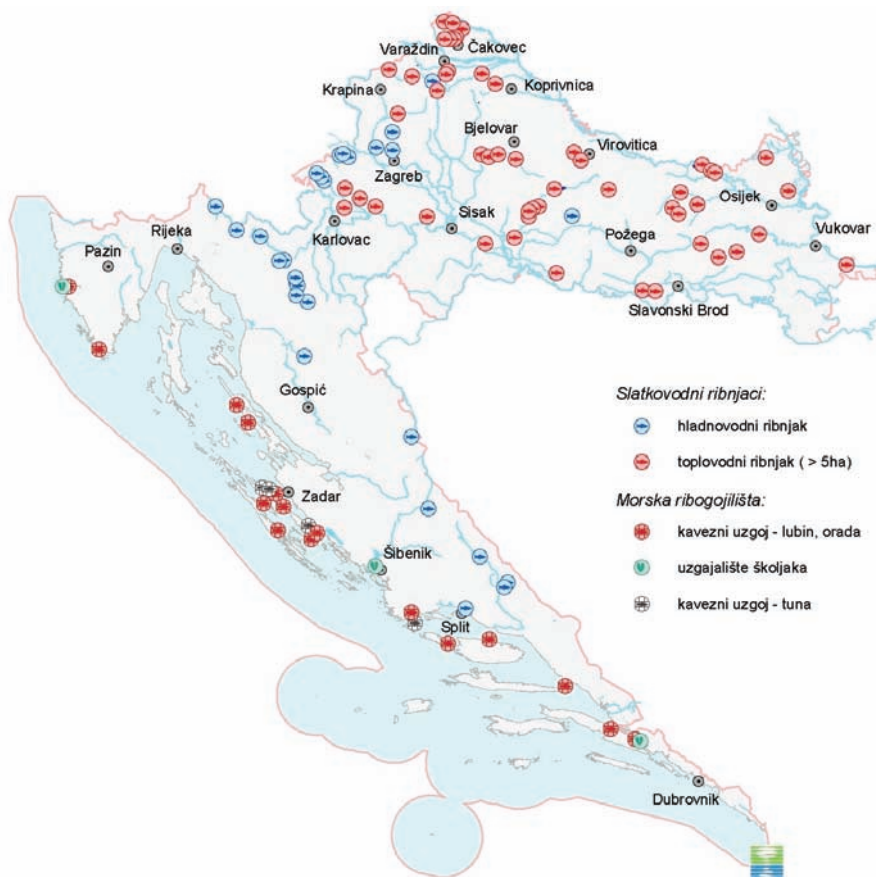 Varaždin
Čakovec
Krapina
Koprivnica
Bjelovar
Virovitica
Zagreb
Osijek
Sisak
Karlovac
Rijeka
Pazin
Požega
Vukovar
Slavonski Brod
Gospić
Slatkovodni ribnjaci:
hladnovodni ribnjak
toplovodni ribnjak ( > 5ha)
Morska ribogojilišta:
kavezni uzgoj - lubin, orada
uzgajalište školjaka
kavezni uzgoj - tuna
Zadar
Šibenik
Split
Dubrovnik